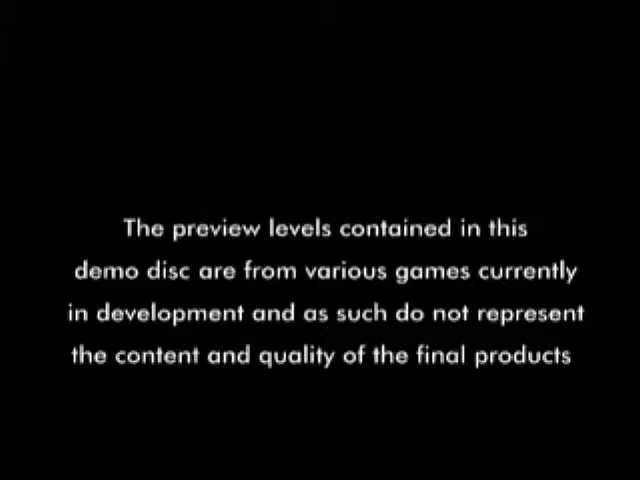 The preview levels contained in this
demo disc are from various games currently
in development and as such do not represent
the content and quality of the final products